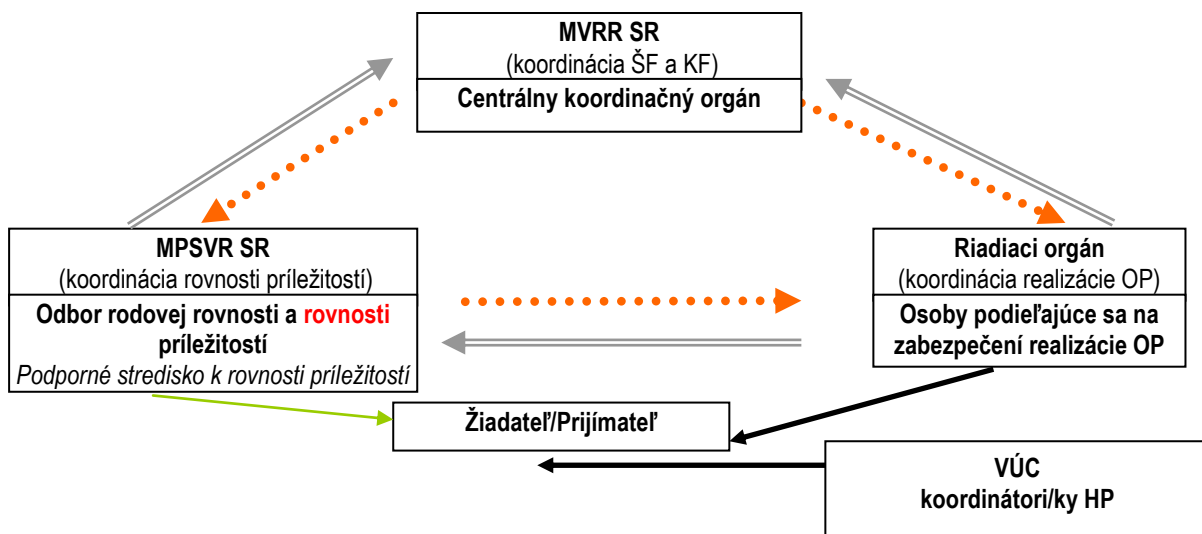 MVRR SR
(koordinácia ŠF a KF)
Centrálny koordinačný orgán
MPSVR SR
(koordinácia rovnosti príležitostí)
Odbor rodovej rovnosti a rovnosti
príležitostí
Podporné stredisko k rovnosti príležitostí
Riadiaci orgán
(koordinácia realizácie OP)
Osoby podieľajúce sa na
zabezpečení realizácie OP
Žiadateľ/Prijímateľ
VÚC
koordinátori/ky HP